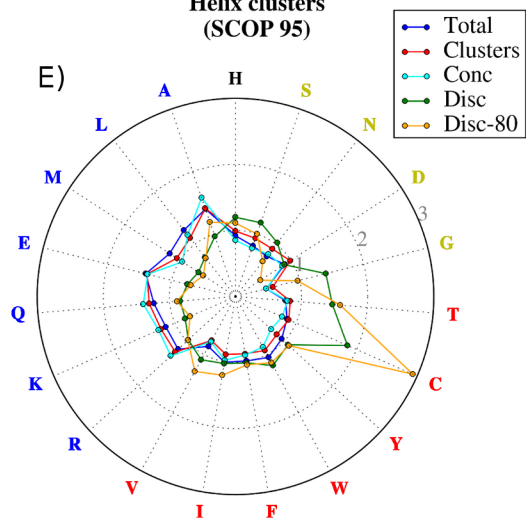 Helix clusters
(SCOP 95)
E)
Total
Clusters
Conc
Disc
Disc-80
H
S
N
D
G
T
C
Y
W
F
I
V
R
K
Q
E
M
L
A
1
2
3